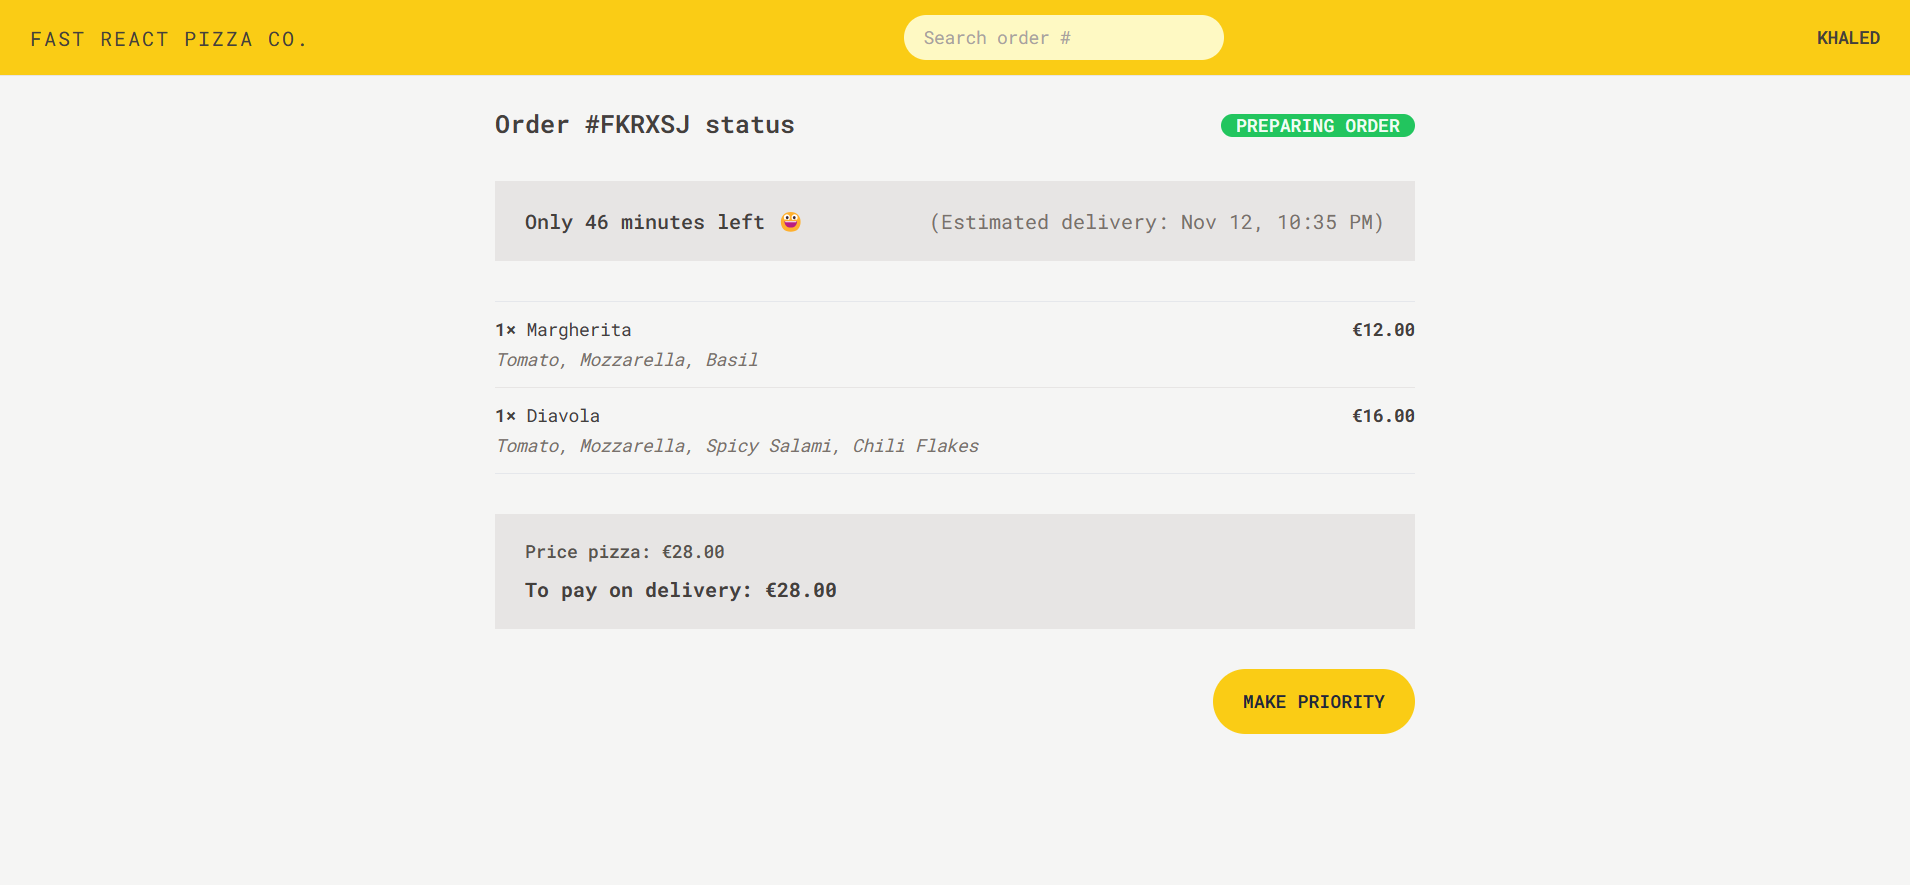 FAST REACT PIZZA CO.
Search order #
KHALED
Order #FKRXSJ status
PREPARING ORDER
Only 46 minutes left 😃
(Estimated delivery: Nov 12, 10:35 PM)
1× Margherita
€12.00
Tomato, Mozzarella, Basil
1× Diavola
€16.00
Tomato, Mozzarella, Spicy Salami, Chili Flakes
Price pizza: €28.00
To pay on delivery: €28.00
MAKE PRIORITY